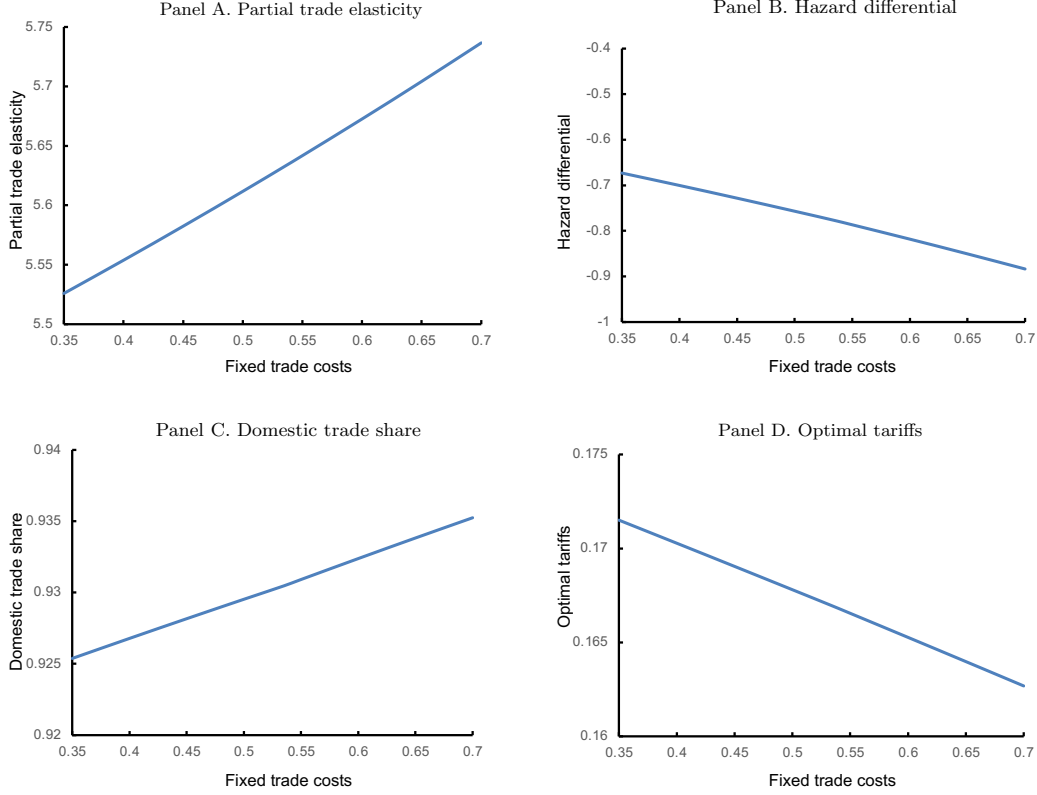 Panel A. Partial trade elasticity
5.75
5.7
5.65
5.6
5.55
5.5
Partial trade elasticity
0.35 0.4 0.45 0.5 0.55 0.6 0.65 0.7
Fixed trade costs
Panel B. Hazard differential
-0.4
-0.5
-0.6
-0.7
-0.8
-0.9
-1
Hazard differential
0.35 0.4 0.45 0.5 0.55 0.6 0.65 0.7
Fixed trade costs
Panel C. Domestic trade share
0.94
0.935
0.93
0.925
0.92
Domestic trade share
0.35 0.4 0.45 0.5 0.55 0.6 0.65 0.7
Fixed trade costs
Panel D. Optimal tariffs
0.175
0.17
0.165
0.16
Optimal tariffs
0.35 0.4 0.45 0.5 0.55 0.6 0.65 0.7
Fixed trade costs